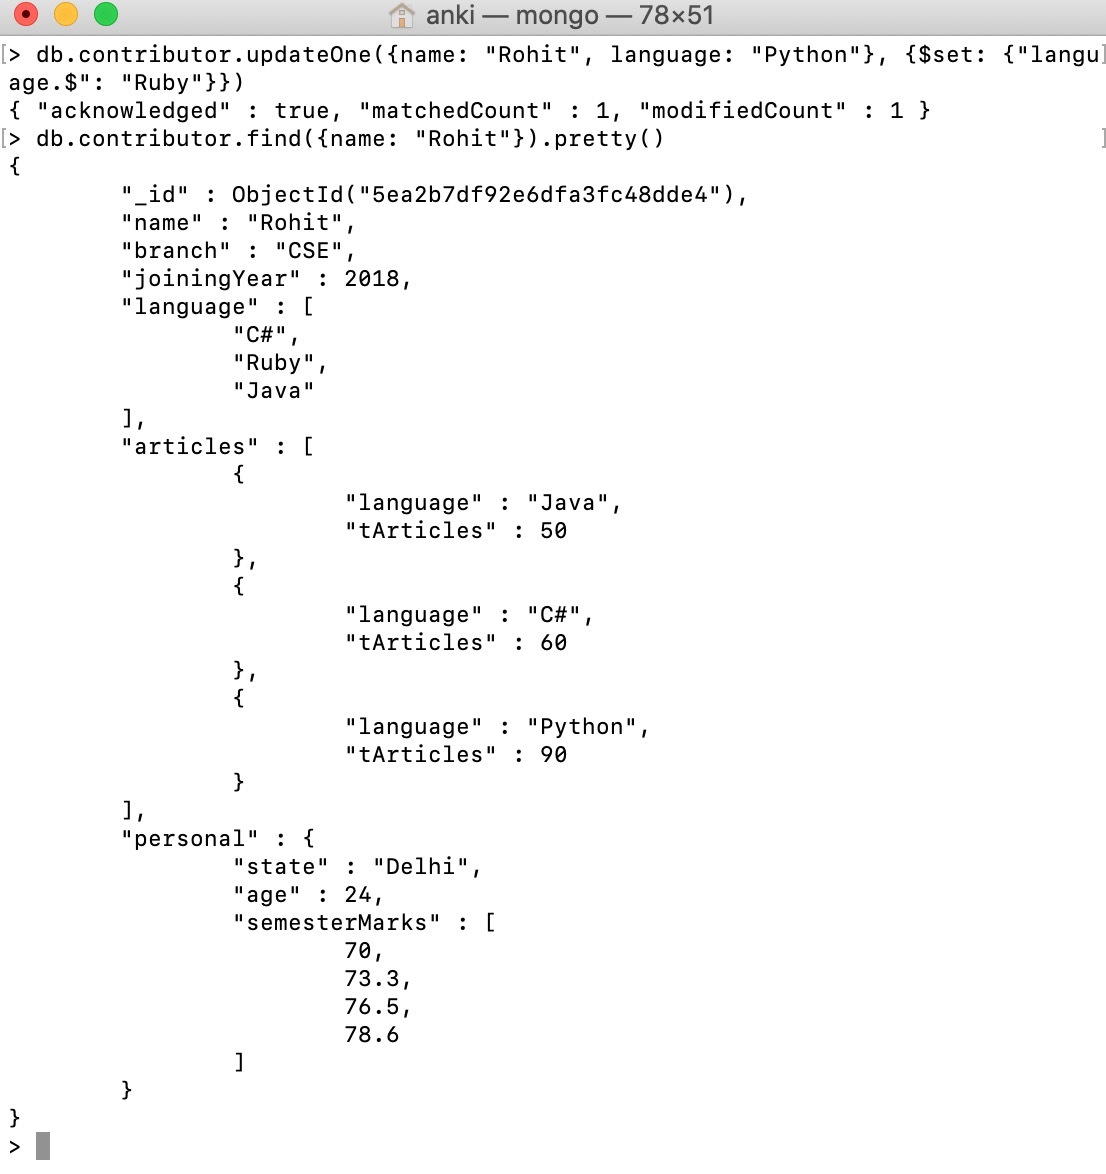 anki — mongo — 78×51
> db.contributor.updateOne({name: "Rohit", language: "Python"}, {$set: {"langu
age.$": "Ruby"}})
{ "acknowledged" : true, "matchedCount" : 1, "modifiedCount" : 1 }
> db.contributor.find({name: "Rohit"}).pretty()
{
        "_id" : ObjectId("5ea2b7df92e6dfa3fc48dde4"),
        "name" : "Rohit",
        "branch" : "CSE",
        "joiningYear" : 2018,
        "language" : [
                "C#",
                "Ruby",
                "Java"
        ],
        "articles" : [
                {
                        "language" : "Java",
                        "tArticles" : 50
                },
                {
                        "language" : "C#",
                        "tArticles" : 60
                },
                {
                        "language" : "Python",
                        "tArticles" : 90
                }
        ],
        "personal" : {
                "state" : "Delhi",
                "age" : 24,
                "semesterMarks" : [
                        70,
                        73.3,
                        76.5,
                        78.6
                ]
        }
}
>